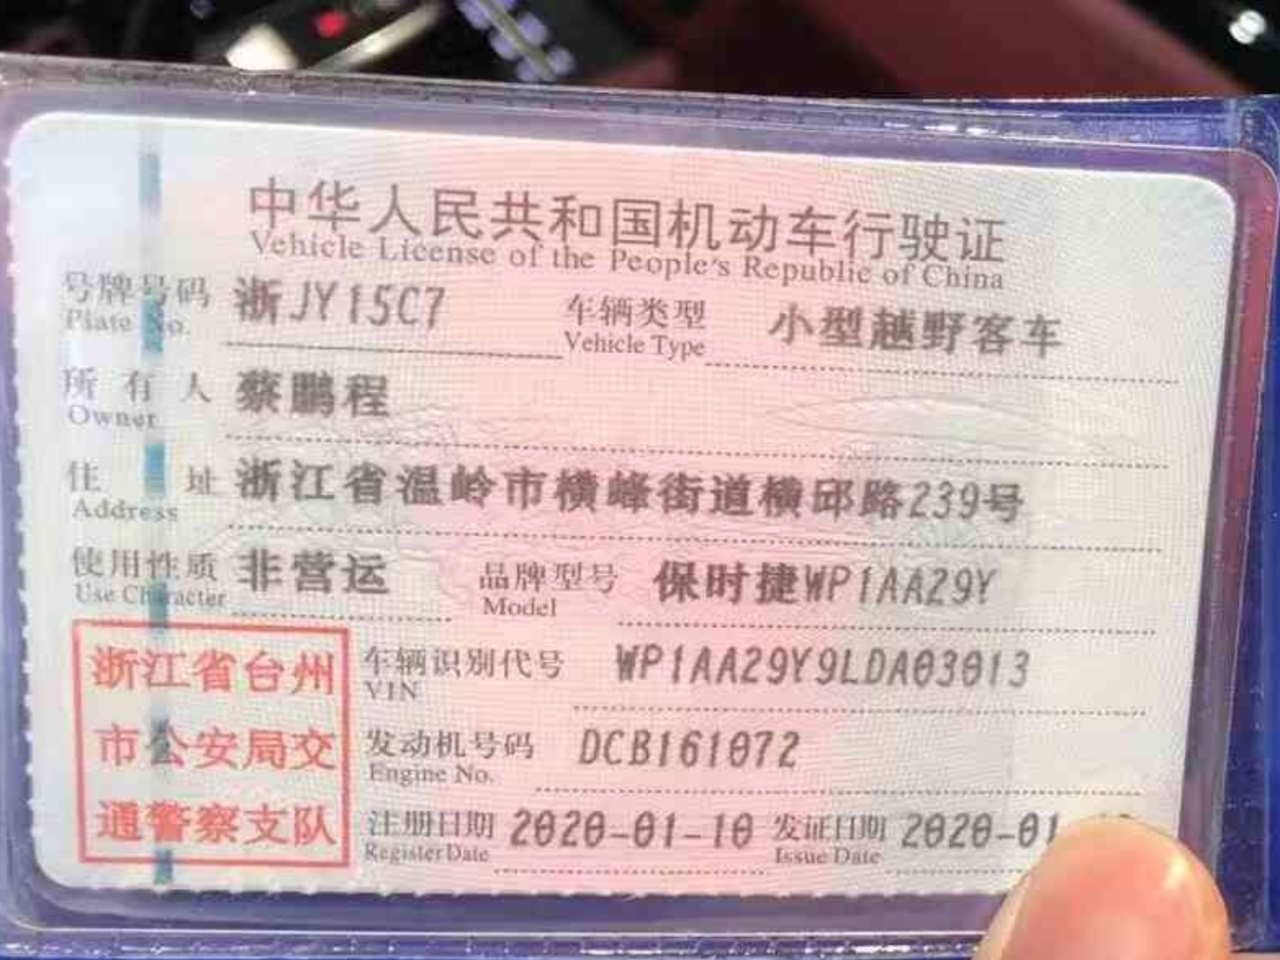 中华人民共和国机动车行驶证
Vehicle License of the People's Republic of China
号牌号码 浙JY15C7 车辆类型 小型越野客车
Plate No. Vehicle Type
所有人 蔡鹏程
Owner
住址 浙江省温岭市横峰街道横邱路239号
Address
使用性质 非营运 品牌型号 保时捷WP1AA29Y
Use Character Model
浙江省台州
市公安局交
通警察支队
车辆识别代号 WP1AA29Y9LDA03013
VIN
发动机号码 DCB161072
Engine No.
注册日期 2020-01-10 发证日期 2020-01
Register Date Issue Date